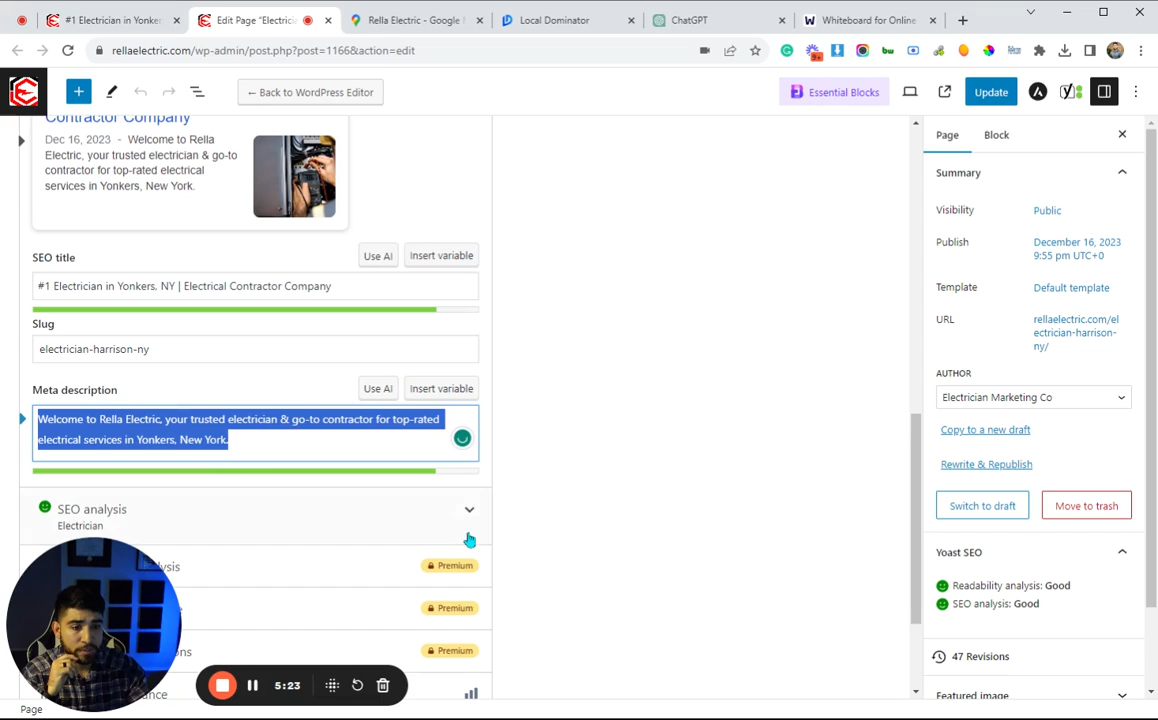 #1 Electrician in Yonker
Edit Page "Electrici
Rella Electric - Google M
Local Dominator
ChatGPT
Whiteboard for Online
rellaelectric.com/wp-admin/post.php?post=1166&action=edit
9+
← Back to WordPress Editor
Essential Blocks
Update
Contractor Company
Dec 16, 2023 - Welcome to Rella
Electric, your trusted electrician & go-to
contractor for top-rated electrical
services in Yonkers, New York.
SEO title
Use AI
Insert variable
#1 Electrician in Yonkers, NY | Electrical Contractor Company
Slug
electrician-harrison-ny
Meta description
Use AI
Insert variable
Welcome to Rella Electric, your trusted electrician & go-to contractor for top-rated
electrical services in Yonkers, New York.
SEO analysis
Electrician
ysis
Premium
Premium
ons
Premium
5:23
Page
Page
Block
Summary
Visibility
Public
Publish
December 16, 2023
9:55 pm UTC+0
Template
Default template
URL
rellaelectric.com/el
ectrician-harrison-
ny/
AUTHOR
Electrician Marketing Co
Copy to a new draft
Rewrite & Republish
Switch to draft
Move to trash
Yoast SEO
Readability analysis: Good
SEO analysis: Good
47 Revisions
Featured image